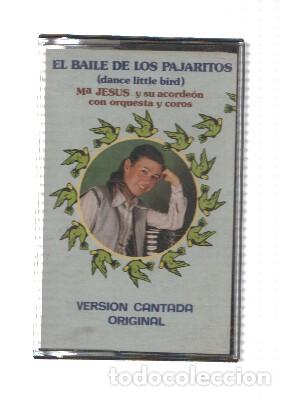 EL BAILE DE LOS PAJARITOS
(dance little bird)
Mª JESUS y su acordeón
con orquesta y coros
VERSION CANTADA
ORIGINAL
todocoleccion.net